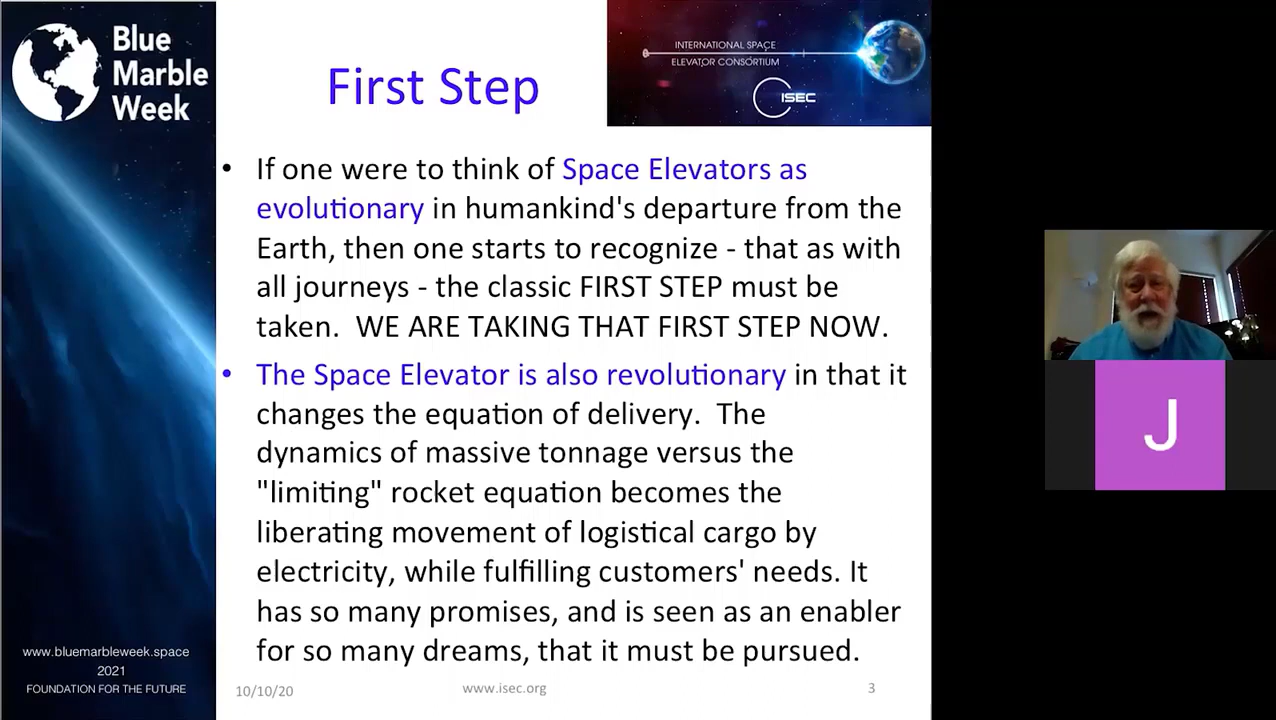 Blue
Marble
Week
First Step
INTERNATIONAL SPACE
ELEVATOR CONSORTIUM
ISEC
• If one were to think of Space Elevators as
evolutionary in humankind's departure from the
Earth, then one starts to recognize - that as with
all journeys - the classic FIRST STEP must be
taken.  WE ARE TAKING THAT FIRST STEP NOW.
• The Space Elevator is also revolutionary in that it
changes the equation of delivery.  The
dynamics of massive tonnage versus the
"limiting" rocket equation becomes the
liberating movement of logistical cargo by
electricity, while fulfilling customers' needs. It
has so many promises, and is seen as an enabler
for so many dreams, that it must be pursued.
www.bluemarbleweek.space
2021
FOUNDATION FOR THE FUTURE
10/10/20
www.isec.org
3
J